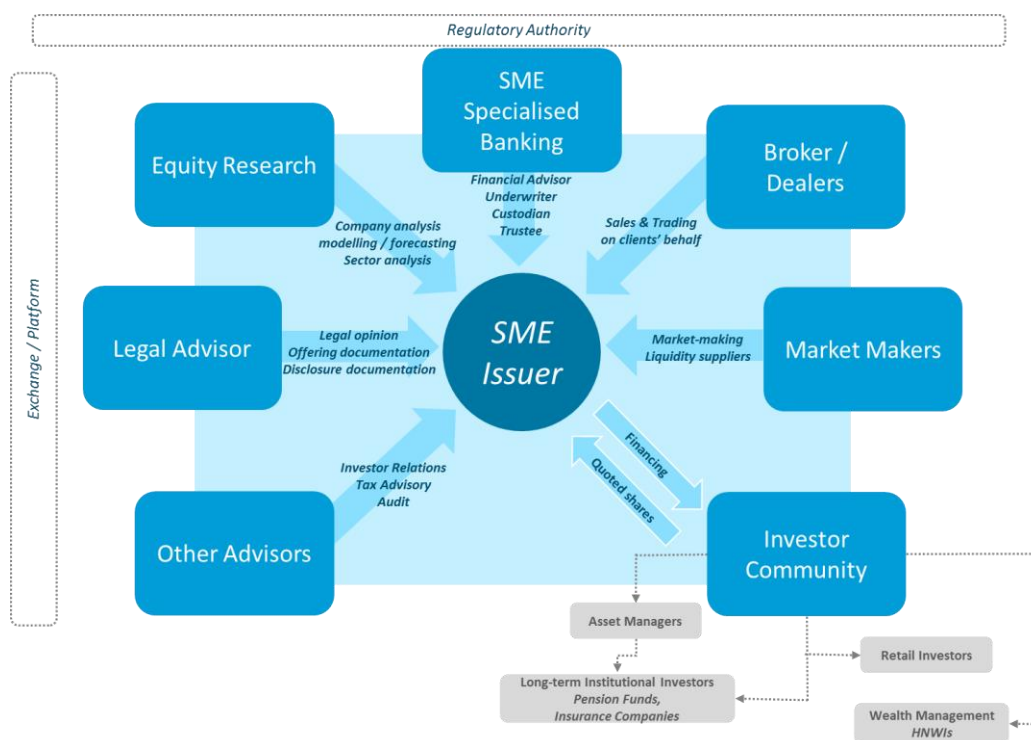 Regulatory Authority
Exchange / Platform
SME
Specialised
Banking
Equity Research
Broker /
Dealers
Financial Advisor
Underwriter
Custodian
Trustee
Company analysis
modelling / forecasting
Sector analysis
Sales & Trading
on clients' behalf
Legal Advisor
Legal opinion
Offering documentation
Disclosure documentation
SME
Issuer
Market-making
Liquidity suppliers
Market Makers
Financing
Quoted shares
Investor Relations
Tax Advisory
Audit
Other Advisors
Investor
Community
Asset Managers
Retail Investors
Long-term Institutional Investors
Pension Funds,
Insurance Companies
Wealth Management
HNWIs